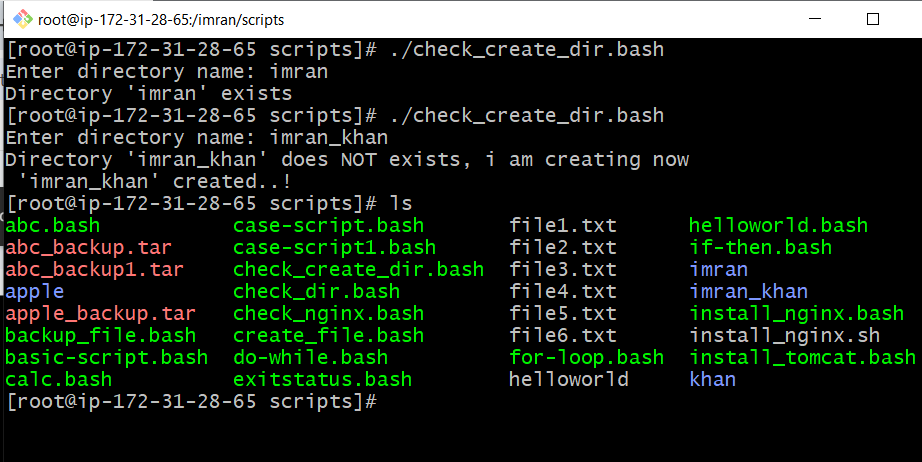 root@ip-172-31-28-65:/imran/scripts
[root@ip-172-31-28-65 scripts]# ./check_create_dir.bash
Enter directory name: imran
Directory 'imran' exists
[root@ip-172-31-28-65 scripts]# ./check_create_dir.bash
Enter directory name: imran_khan
Directory 'imran_khan' does NOT exists, i am creating now
 'imran_khan' created..!
[root@ip-172-31-28-65 scripts]# ls
abc.bash            case-script.bash       file1.txt      helloworld.bash
abc_backup.tar      case-script1.bash      file2.txt      if-then.bash
abc_backup1.tar     check_create_dir.bash  file3.txt      imran
apple               check_dir.bash         file4.txt      imran_khan
apple_backup.tar    check_nginx.bash       file5.txt      install_nginx.bash
backup_file.bash    create_file.bash       file6.txt      install_nginx.sh
basic-script.bash   do-while.bash          for-loop.bash  install_tomcat.bash
calc.bash           exitstatus.bash        helloworld     khan
[root@ip-172-31-28-65 scripts]#